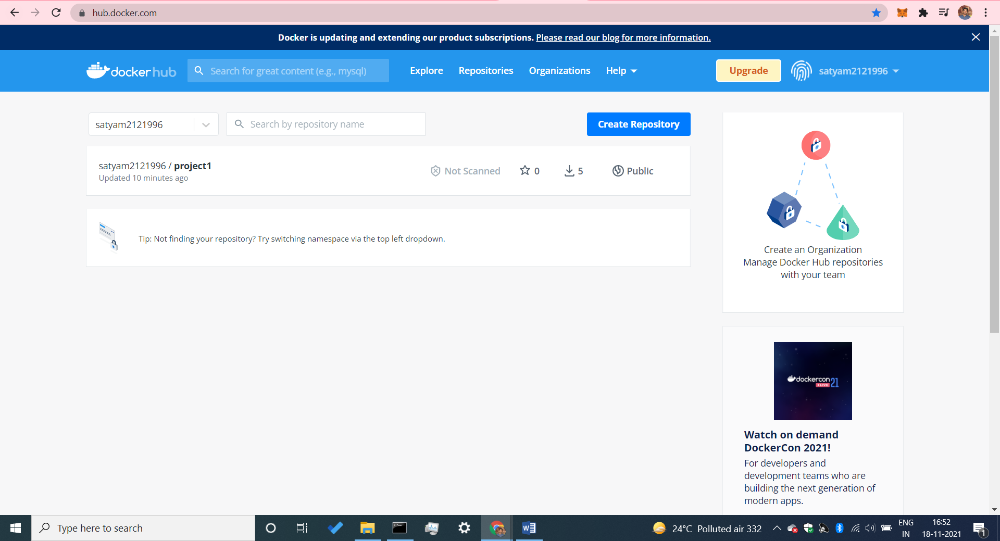 hub.docker.com
Docker is updating and extending our product subscriptions. Please read our blog for more information.
docker hub
Search for great content (e.g., mysql)
Explore
Repositories
Organizations
Help
Upgrade
satyam2121996
satyam2121996
Search by repository name
Create Repository
satyam2121996 / project1
Updated 10 minutes ago
Not Scanned
0
5
Public
Tip: Not finding your repository? Try switching namespace via the top left dropdown.
Create an Organization
Manage Docker Hub repositories
with your team
dockercon
LIVE
21
Watch on demand
DockerCon 2021!
For developers and
development teams who are
building the next generation of
modern apps.
Type here to search
W
24°C Polluted air 332
ENG
IN
16:52
18-11-2021
1